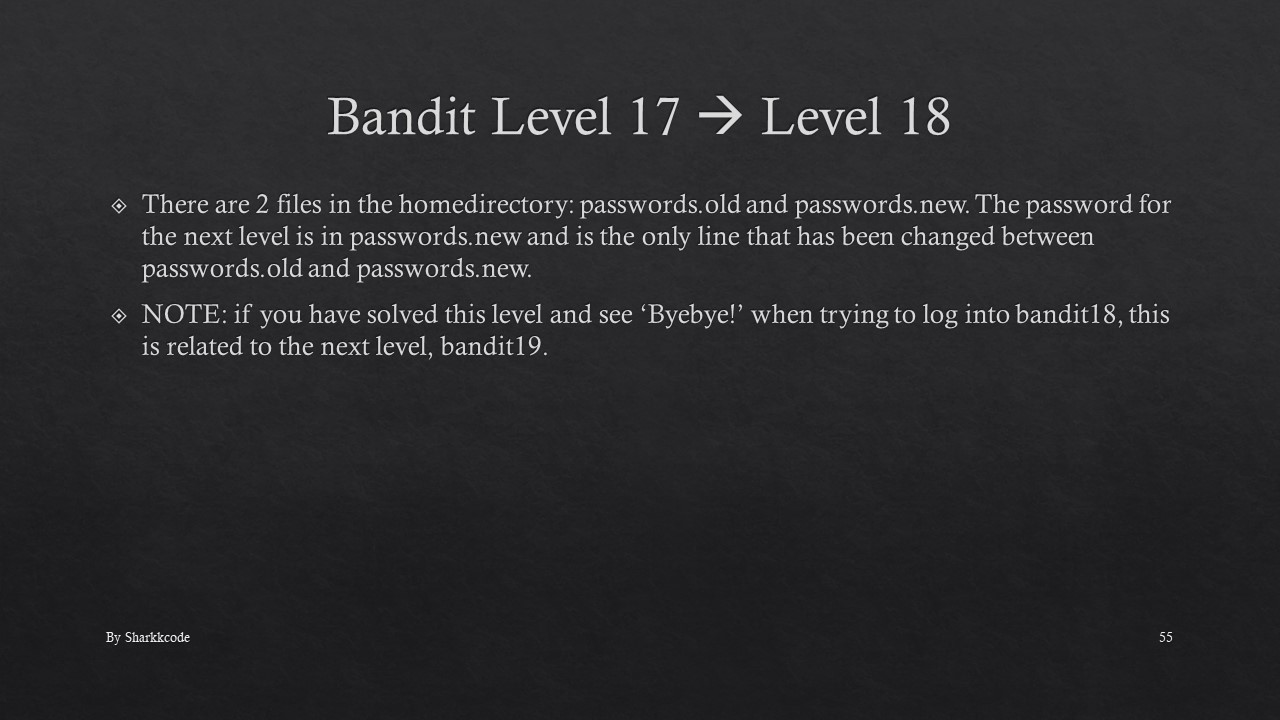 Bandit Level 17 → Level 18
There are 2 files in the homedirectory: passwords.old and passwords.new. The password for
the next level is in passwords.new and is the only line that has been changed between
passwords.old and passwords.new.
NOTE: if you have solved this level and see ‘Byebye!’ when trying to log into bandit18, this
is related to the next level, bandit19.
By Sharkkcode
55